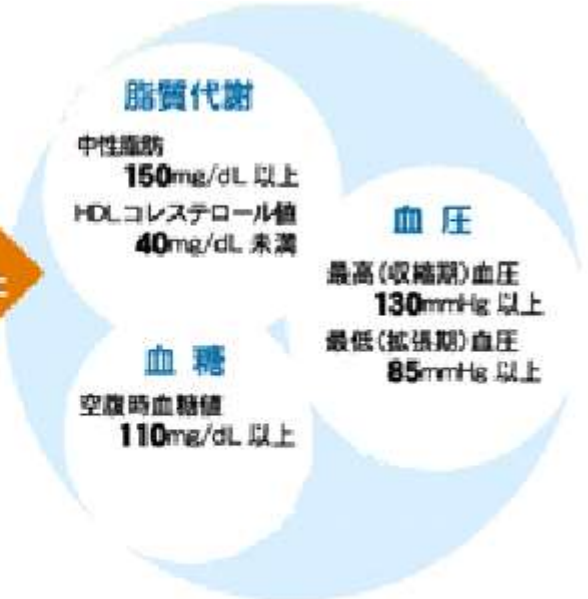 脂質代謝
中性脂肪
150mg/dL 以上
HDLコレステロール値
40mg/dL 未満
血圧
最高(収縮期)血圧
130mmHg 以上
最低(拡張期)血圧
85mmHg 以上
血糖
空腹時血糖値
110mg/dL 以上